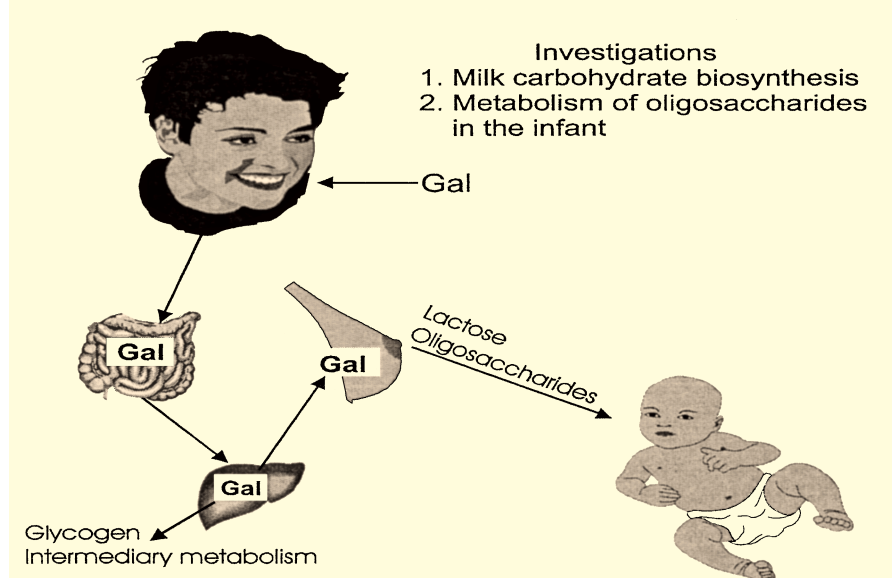 Investigations
1. Milk carbohydrate biosynthesis
2. Metabolism of oligosaccharides
in the infant
Gal
Gal
Gal
Lactose
Oligosaccharides
Gal
Glycogen
Intermediary metabolism